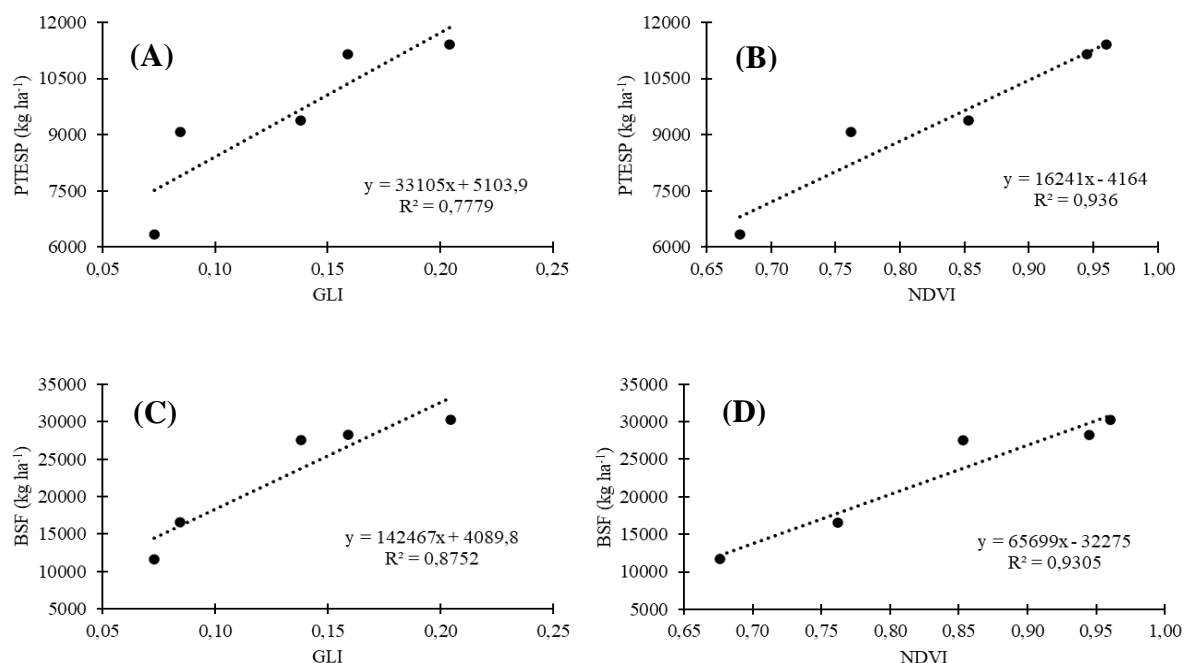 (A)
12000
10500
9000
7500
6000
PTESP (kg ha⁻¹)
y = 33105x + 5103,9
R² = 0,7779
0,05 0,10 0,15 0,20 0,25
GLI
(B)
12000
10500
9000
7500
6000
PTESP (kg ha⁻¹)
y = 16241x - 4164
R² = 0,936
0,65 0,70 0,75 0,80 0,85 0,90 0,95 1,00
NDVI
(C)
35000
30000
25000
20000
15000
10000
5000
BSF (kg ha⁻¹)
y = 142467x + 4089,8
R² = 0,8752
0,05 0,10 0,15 0,20 0,25
GLI
(D)
35000
30000
25000
20000
15000
10000
5000
BSF (kg ha⁻¹)
y = 65699x - 32275
R² = 0,9305
0,65 0,70 0,75 0,80 0,85 0,90 0,95 1,00
NDVI